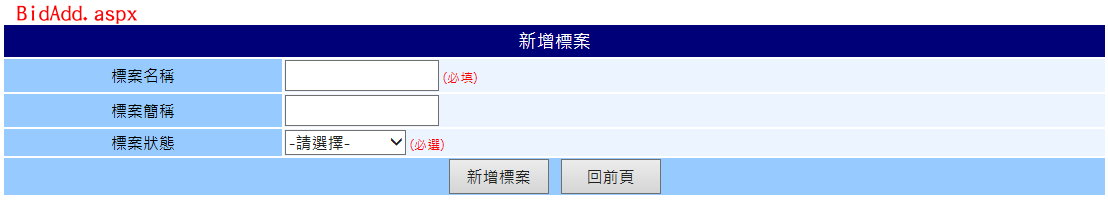 BidAdd.aspx
新增標案
標案名稱 (必填)
標案簡稱
標案狀態 -請選擇- (必選)
新增標案 回前頁